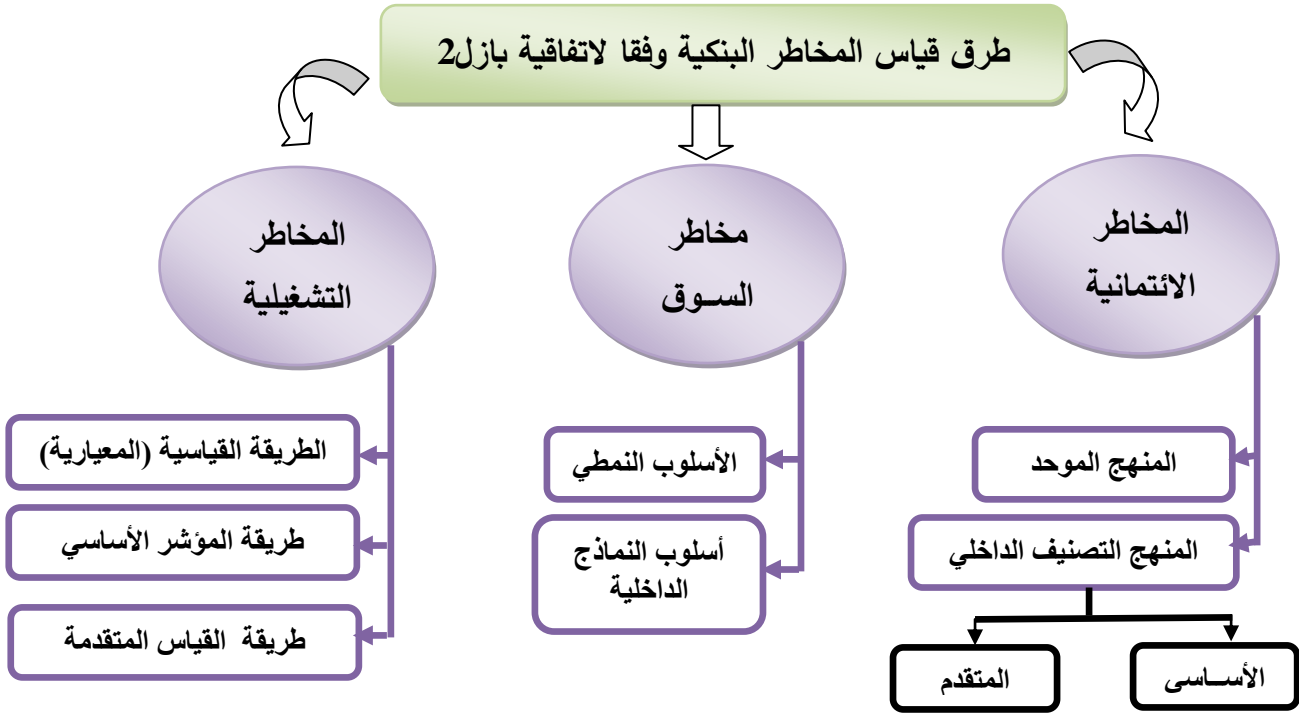 طرق قياس المخاطر البنكية وفقا لاتفاقية بازل2
المخاطر
الائتمانية
المنهج الموحد
المنهج التصنيف الداخلي
الأســاسى
المتقدم
مخاطر
الســوق
الأسلوب النمطي
أسلوب النماذج
الداخلية
المخاطر
التشغيلية
الطريقة القياسية (المعيارية)
طريقة المؤشر الأساسي
طريقة القياس المتقدمة